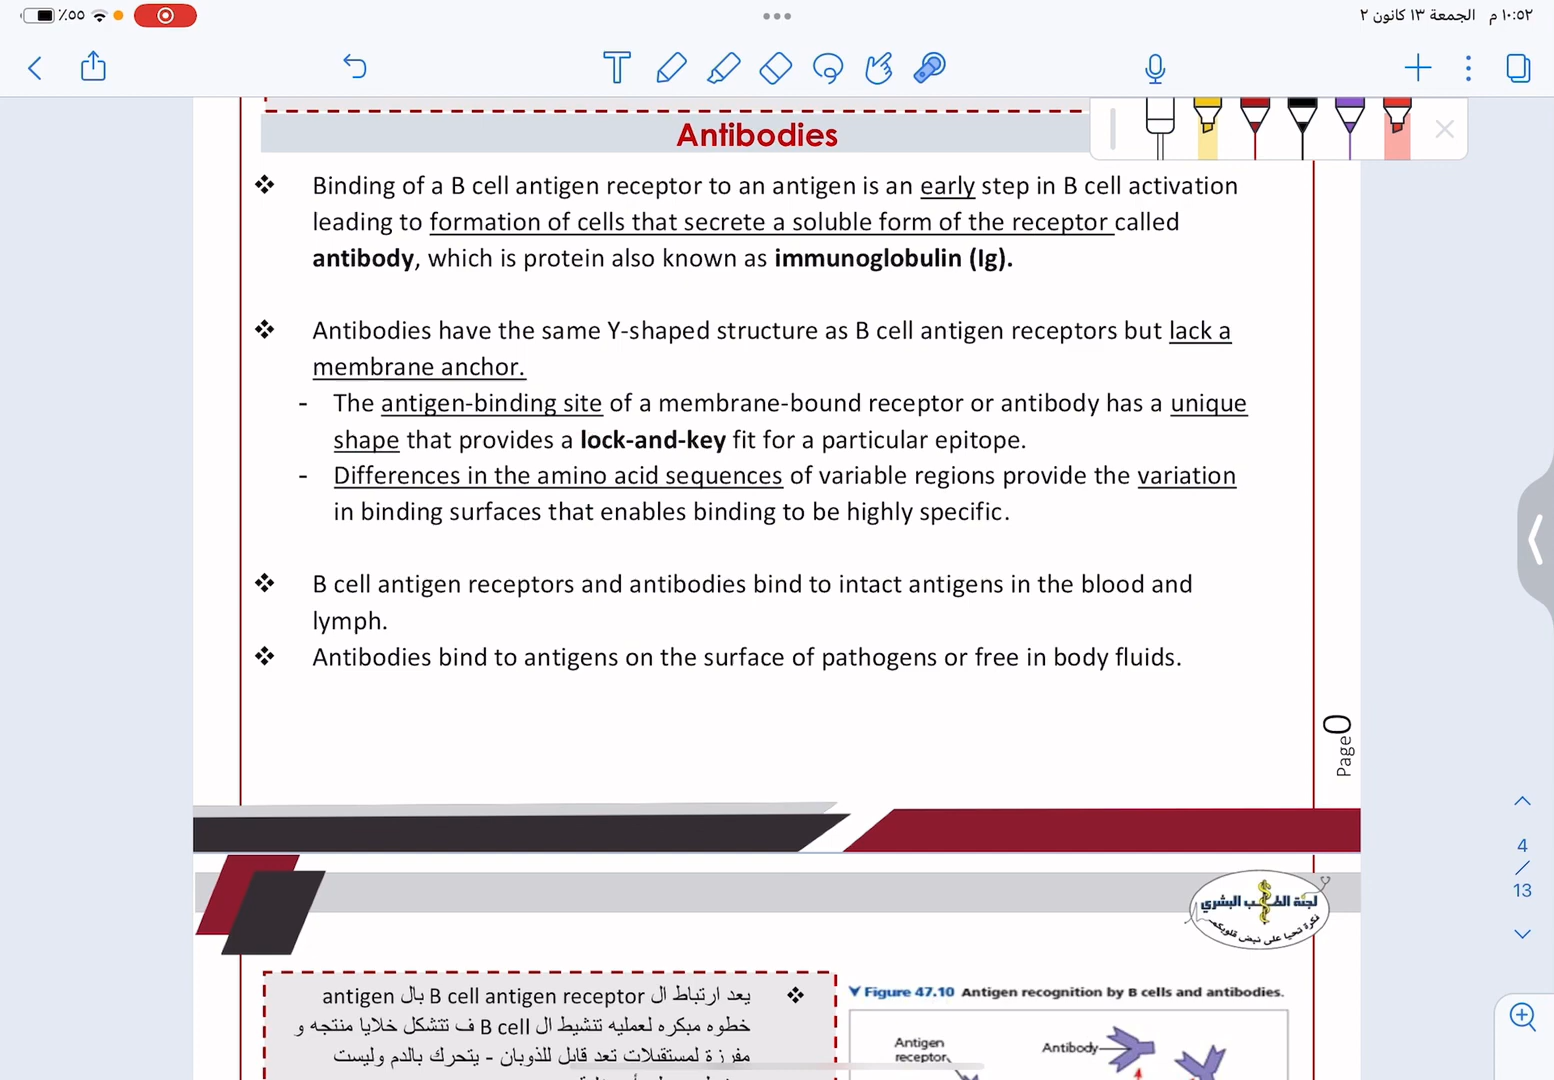 ٪٥٥
١٠:٥٢ م الجمعة ١٣ كانون ٢
Antibodies
❖ Binding of a B cell antigen receptor to an antigen is an early step in B cell activation
leading to formation of cells that secrete a soluble form of the receptor called
antibody, which is protein also known as immunoglobulin (Ig).
❖ Antibodies have the same Y-shaped structure as B cell antigen receptors but lack a
membrane anchor.
- The antigen-binding site of a membrane-bound receptor or antibody has a unique
shape that provides a lock-and-key fit for a particular epitope.
- Differences in the amino acid sequences of variable regions provide the variation
in binding surfaces that enables binding to be highly specific.
❖ B cell antigen receptors and antibodies bind to intact antigens in the blood and
lymph.
❖ Antibodies bind to antigens on the surface of pathogens or free in body fluids.
Page0
4
/
13
لجنة الطب البشري
فكرة تحيا على نبض قلوبكم
❖ يعد ارتباط ال B cell antigen receptor بال antigen
خطوه مبكره لعمليه تنشيط ال B cell ف تتشكل خلايا منتجه و
مفرزة لمستقبلات تعد قابل للذوبان - يتحرك بالدم وليست
Figure 47.10 Antigen recognition by B cells and antibodies.
Antigen
receptor
Antibody